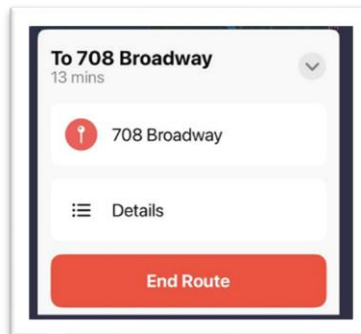 To 708 Broadway
13 mins
708 Broadway
Details
End Route